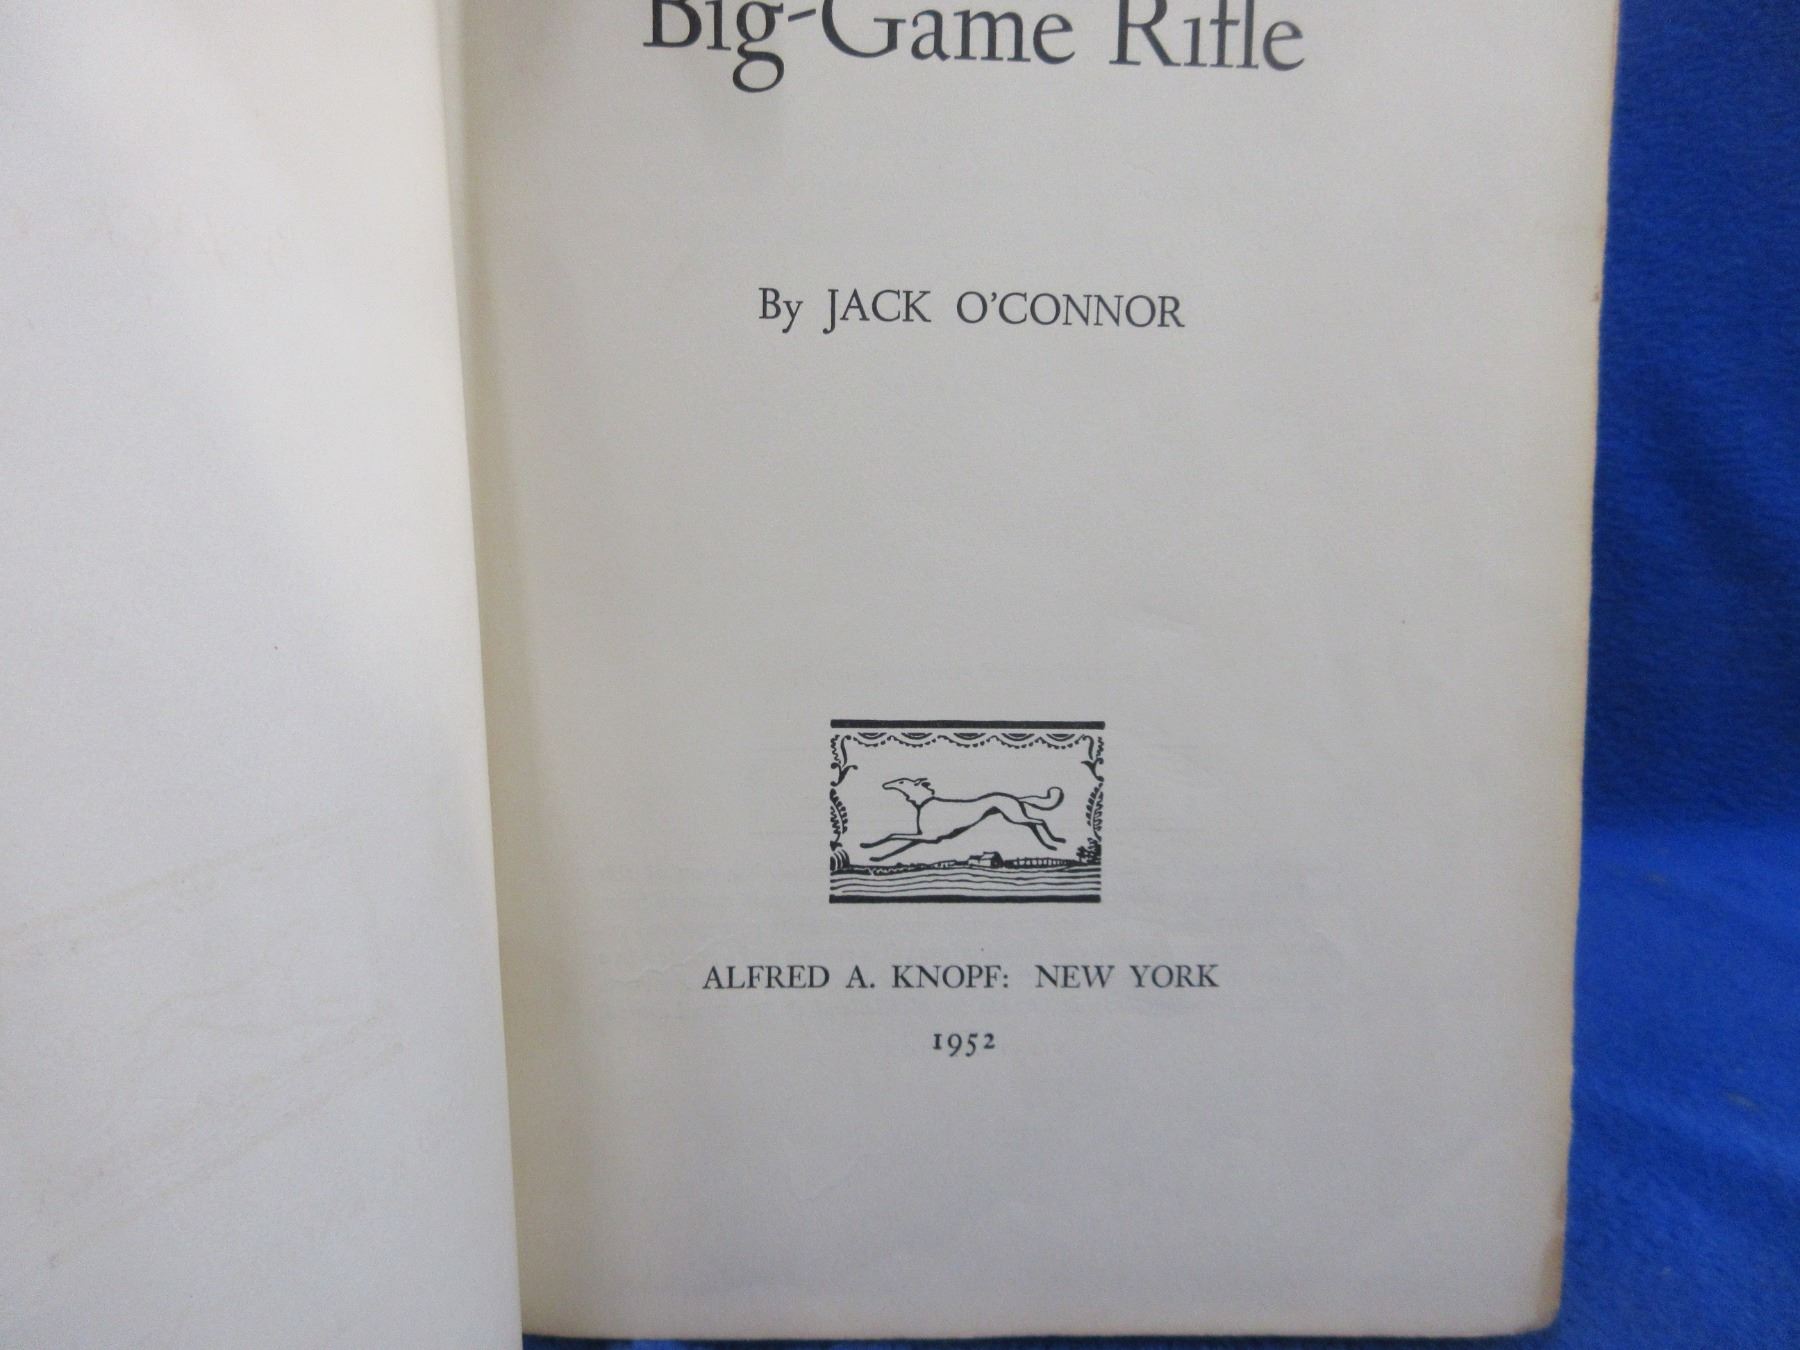 Big-Game Rifle
By JACK O'CONNOR
ALFRED A. KNOPF: NEW YORK
1952